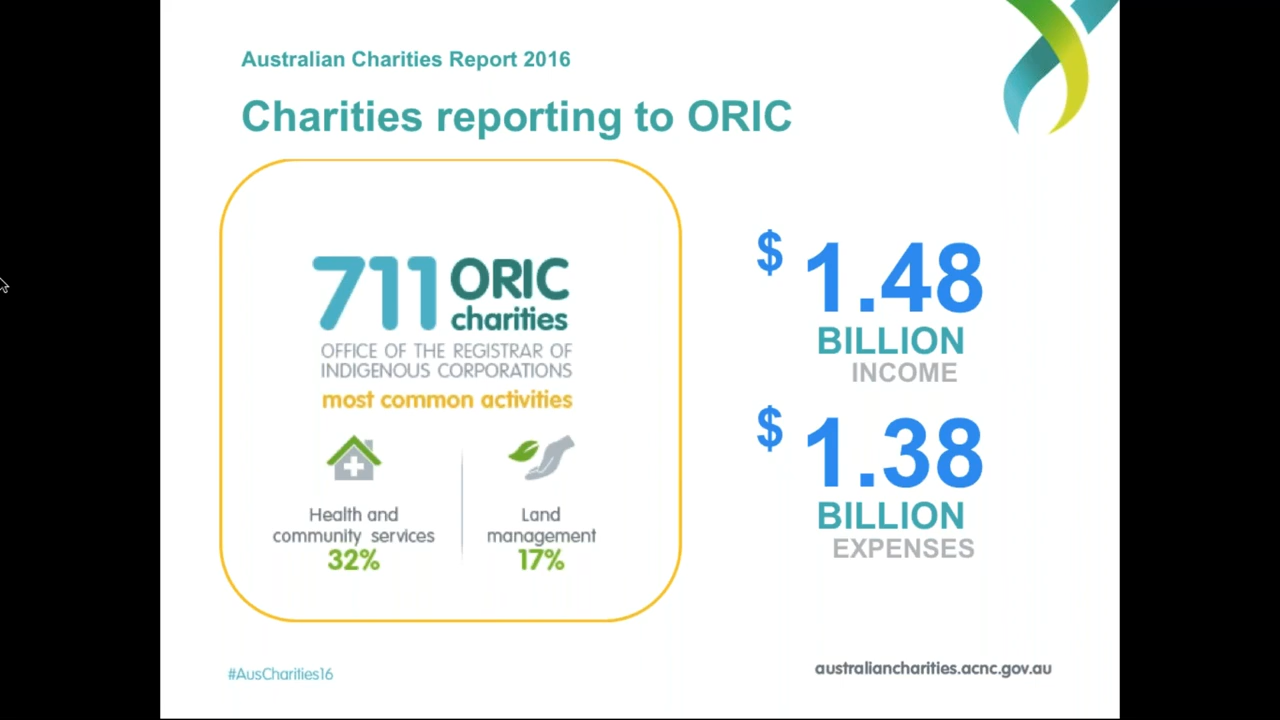 Australian Charities Report 2016
Charities reporting to ORIC
711 ORIC
charities
OFFICE OF THE REGISTRAR OF
INDIGENOUS CORPORATIONS
most common activities
Health and
community services
32%
Land
management
17%
$ 1.48
BILLION
INCOME
$ 1.38
BILLION
EXPENSES
#AusCharities16
australiancharities.acnc.gov.au